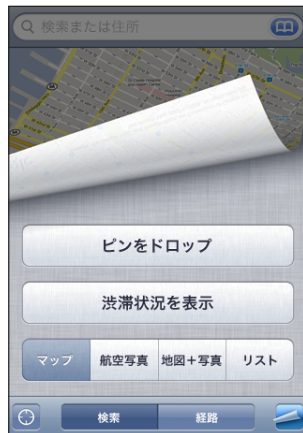 検索または住所
ピンをドロップ
渋滞状況を表示
マップ 航空写真 地図+写真 リスト
検索 経路